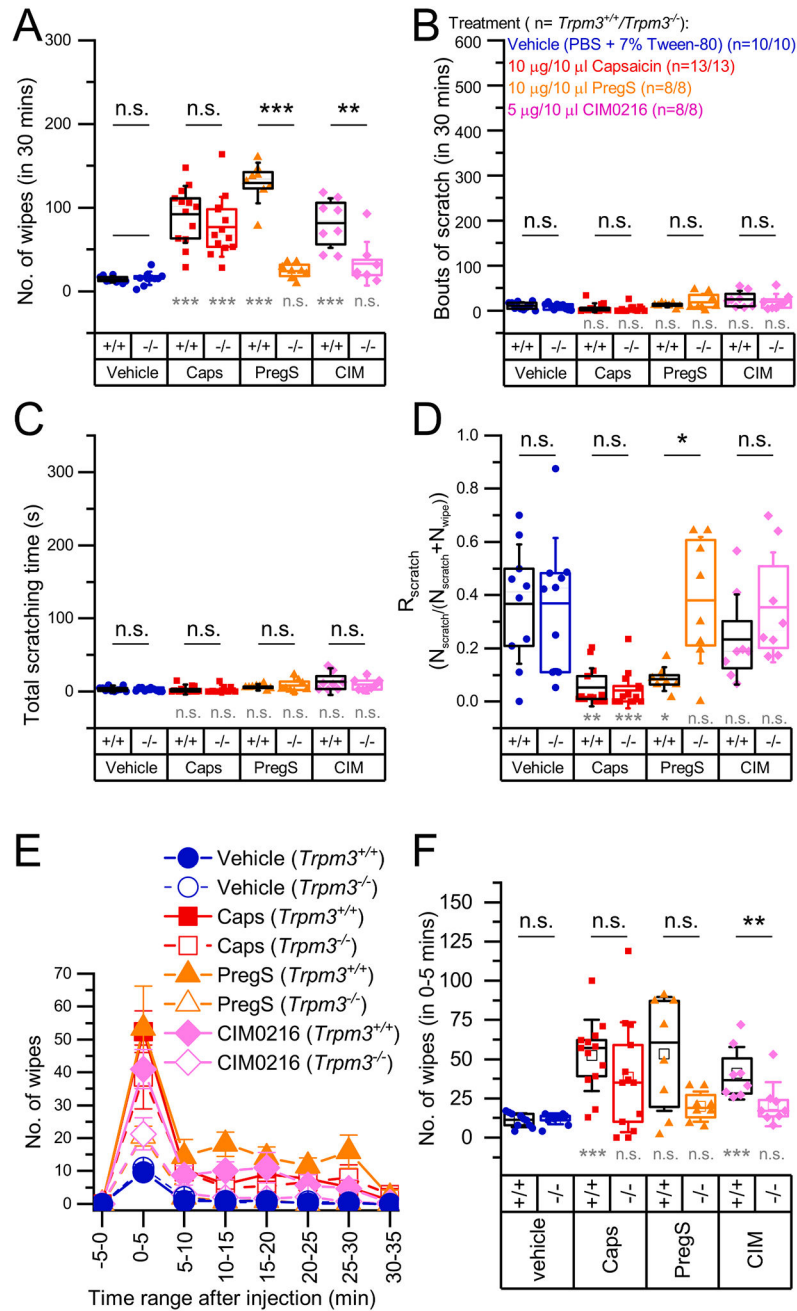 A
No. of wipes (in 30 mins)
300
200
100
0
n.s. n.s. *** **
*** *** *** n.s. *** n.s.
+/+ -/- +/+ -/- +/+ -/- +/+ -/-
Vehicle Caps PregS CIM
B
Treatment ( n= Trpm3+/+/Trpm3-/-):
Vehicle (PBS + 7% Tween-80) (n=10/10)
10 µg/10 µl Capsaicin (n=13/13)
10 µg/10 µl PregS (n=8/8)
5 µg/10 µl CIM0216 (n=8/8)
Bouts of scratch (in 30 mins)
600
500
400
300
200
100
0
n.s. n.s. n.s. n.s.
n.s. n.s. n.s. n.s. n.s. n.s.
+/+ -/- +/+ -/- +/+ -/- +/+ -/-
Vehicle Caps PregS CIM
C
Total scratching time (s)
300
200
100
0
n.s. n.s. n.s. n.s.
n.s. n.s. n.s. n.s. n.s. n.s.
+/+ -/- +/+ -/- +/+ -/- +/+ -/-
Vehicle Caps PregS CIM
D
Rscratch
(Nscratch/(Nscratch+Nwipe))
1.0
0.8
0.6
0.4
0.2
0.0
n.s. n.s. * n.s.
** *** * n.s. n.s. n.s.
+/+ -/- +/+ -/- +/+ -/- +/+ -/-
Vehicle Caps PregS CIM
E
Vehicle (Trpm3+/+)
Vehicle (Trpm3-/-)
Caps (Trpm3+/+)
Caps (Trpm3-/-)
PregS (Trpm3+/+)
PregS (Trpm3-/-)
CIM0216 (Trpm3+/+)
CIM0216 (Trpm3-/-)
No. of wipes
70
60
50
40
30
20
10
0
-5-0 0-5 5-10 10-15 15-20 20-25 25-30 30-35
Time range after injection (min)
F
No. of wipes (in 0-5 mins)
150
125
100
75
50
25
0
n.s. n.s. n.s. **
*** n.s. n.s. n.s. *** n.s.
+/+ -/- +/+ -/- +/+ -/- +/+ -/-
vehicle Caps PregS CIM